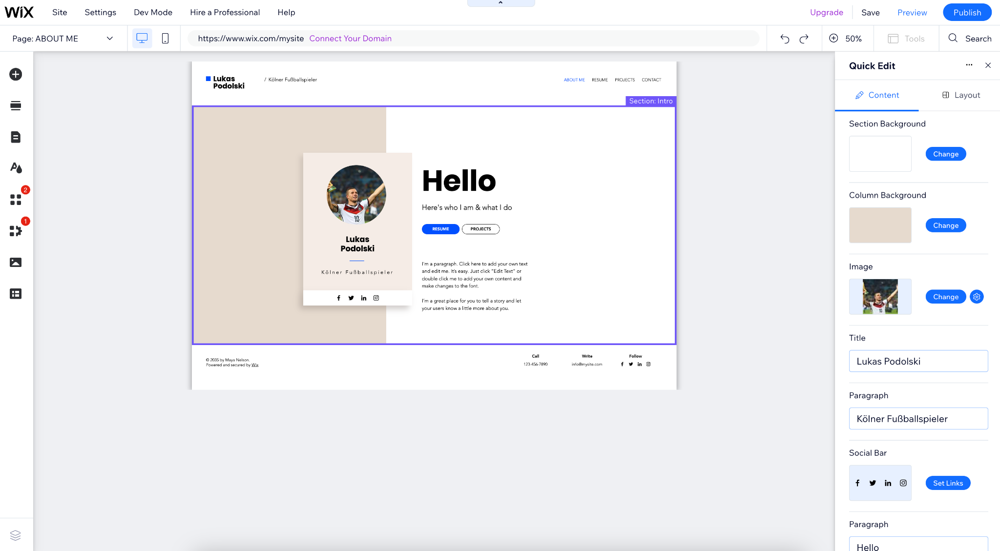 WiX
Site
Settings
Dev Mode
Hire a Professional
Help
Upgrade
Save
Preview
Publish
Page: ABOUT ME
https://www.wix.com/mysite Connect Your Domain
50%
Tools
Search
2
1
Lukas
Podolski
/ Kölner Fußballspieler
ABOUT ME
RESUME
PROJECTS
CONTACT
Section: Intro
10
Lukas
Podolski
Kölner Fußballspieler
Hello
Here's who I am & what I do
RESUME
PROJECTS
I'm a paragraph. Click here to add your own text
and edit me. It's easy. Just click "Edit Text" or
double click me to add your own content and
make changes to the font.
I'm a great place for you to tell a story and let
your users know a little more about you.
© 2035 by Maya Nelson.
Powered and secured by Wix
Call
123-456-7890
Write
info@mysite.com
Follow
Quick Edit
Content
Layout
Section Background
Change
Column Background
Change
Image
Change
Title
Lukas Podolski
Paragraph
Kölner Fußballspieler
Social Bar
Set Links
Paragraph
Hello